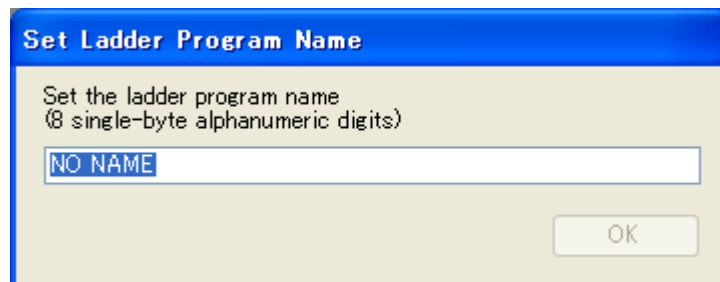 Set Ladder Program Name
Set the ladder program name
(8 single-byte alphanumeric digits)
NO NAME
OK